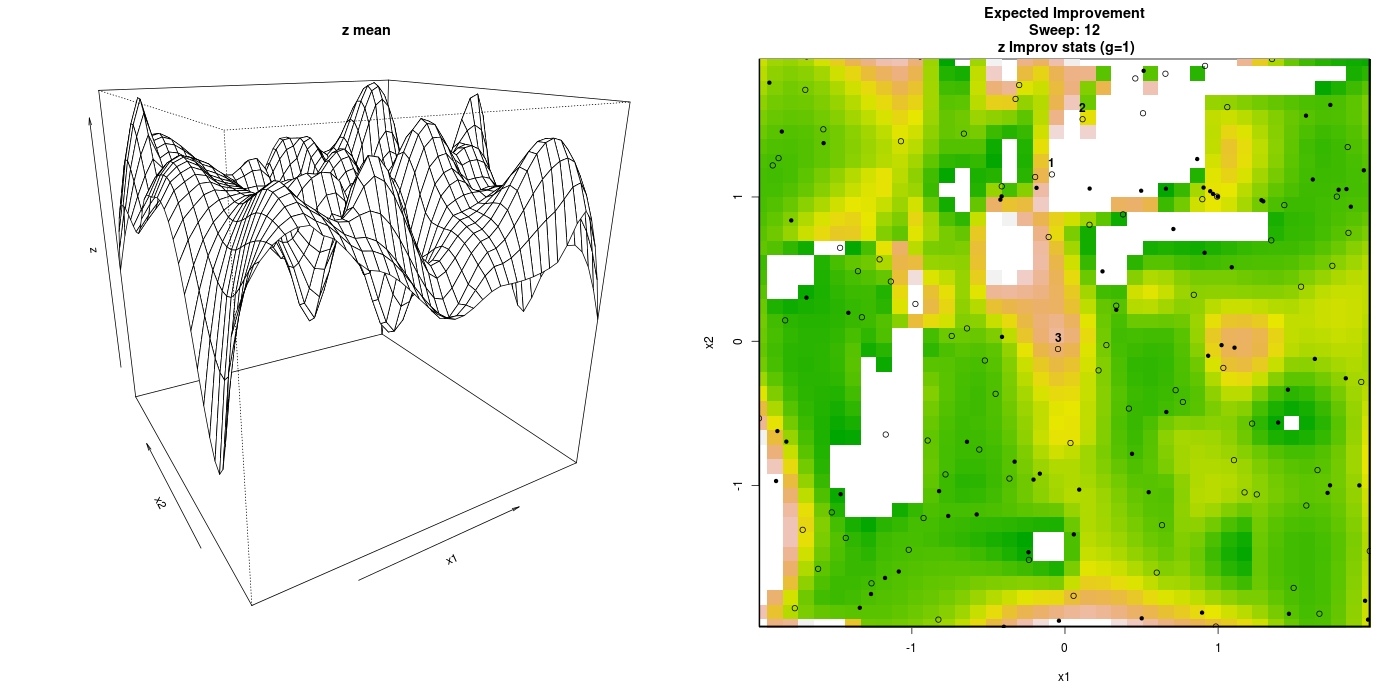 z mean
z
x2
x1
Expected Improvement
Sweep: 12
z Improv stats (g=1)
x2
1
0
-1
2
1
3
-1
0
1
x1